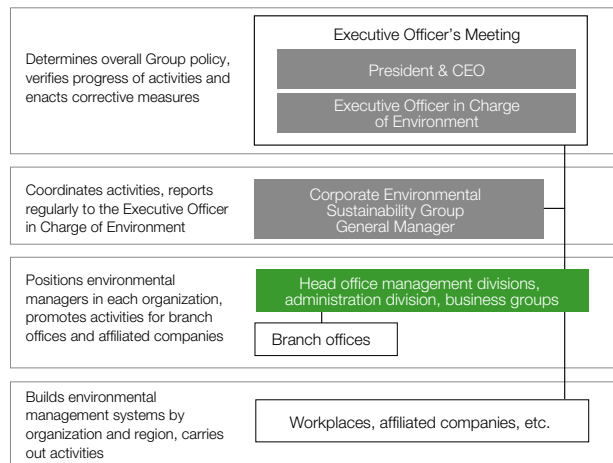 Determines overall Group policy,
verifies progress of activities and
enacts corrective measures
Executive Officer's Meeting
President & CEO
Executive Officer in Charge
of Environment
Coordinates activities, reports
regularly to the Executive Officer
in Charge of Environment
Corporate Environmental
Sustainability Group
General Manager
Positions environmental
managers in each organization,
promotes activities for branch
offices and affiliated companies
Head office management divisions,
administration division, business groups
Branch offices
Builds environmental
management systems by
organization and region, carries
out activities
Workplaces, affiliated companies, etc.